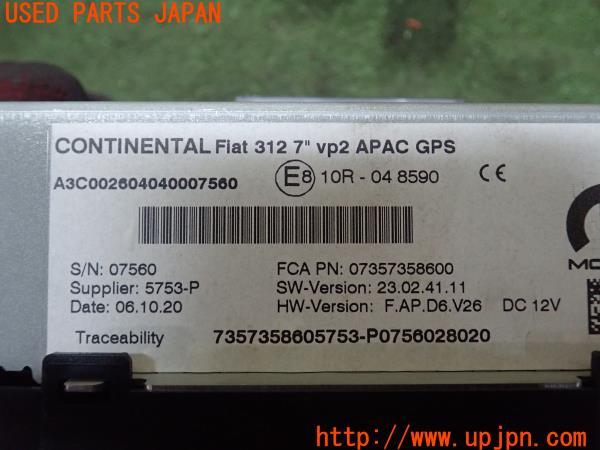 USED PARTS JAPAN
CONTINENTAL Fiat 312 7" vp2 APAC GPS
A3C002604040007560
E8 10R - 04 8590 CE
S/N: 07560 FCA PN: 07357358600
Supplier: 5753-P SW-Version: 23.02.41.11
Date: 06.10.20 HW-Version: F.AP.D6.V26 DC 12V
Traceability 7357358605753-P0756028020
UPJ
http://www.upjpn.com/